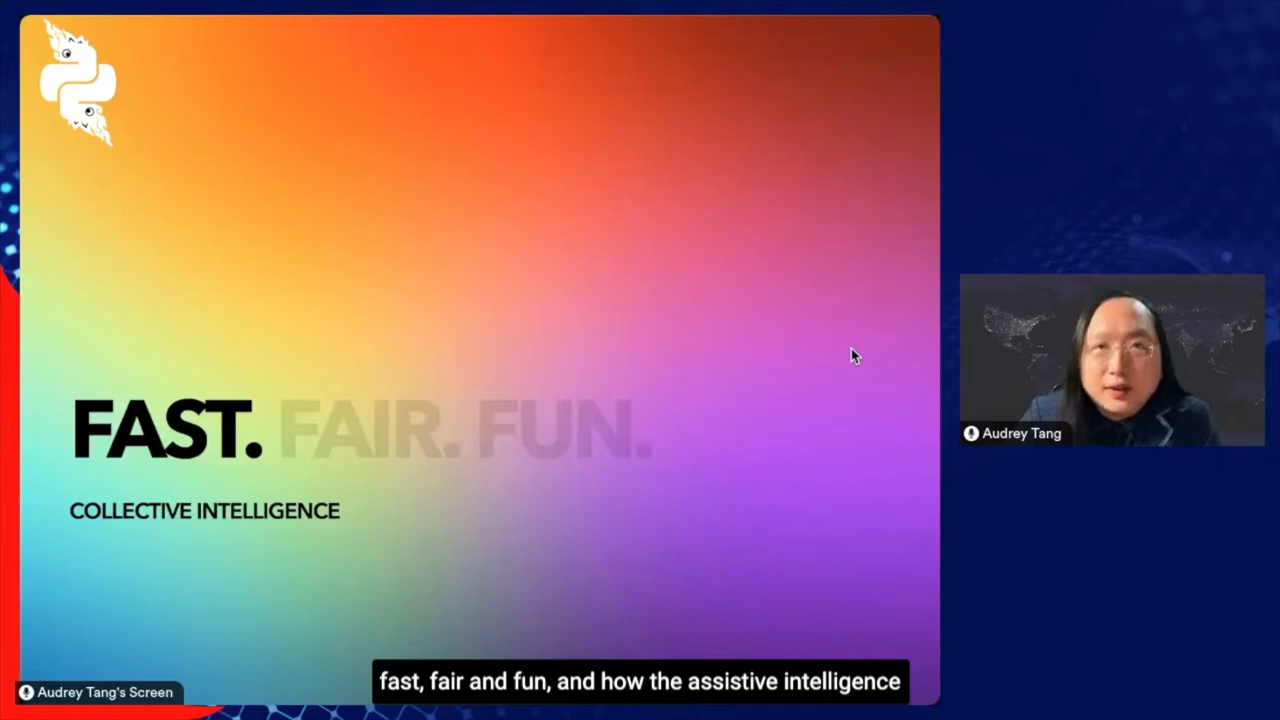 FAST. FAIR. FUN.
COLLECTIVE INTELLIGENCE
Audrey Tang
Audrey Tang's Screen
fast, fair and fun, and how the assistive intelligence